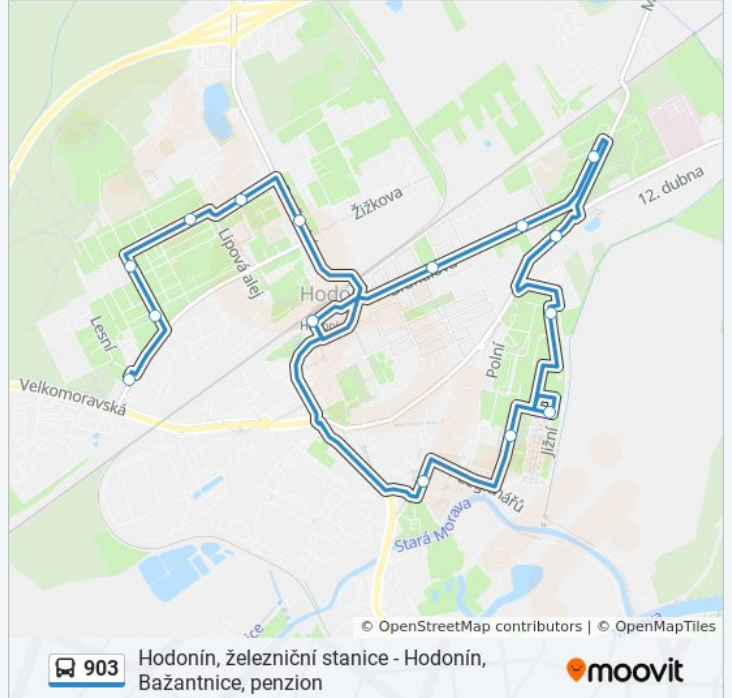 Žižkova
12. dubna
Lipová alej
Hodo
Lesní
Polní
Velkomoravská
Jižní
Stará Morava
© OpenStreetMap contributors | © OpenMapTiles
903
Hodonín, železniční stanice - Hodonín,
Bažantnice, penzion
moovit